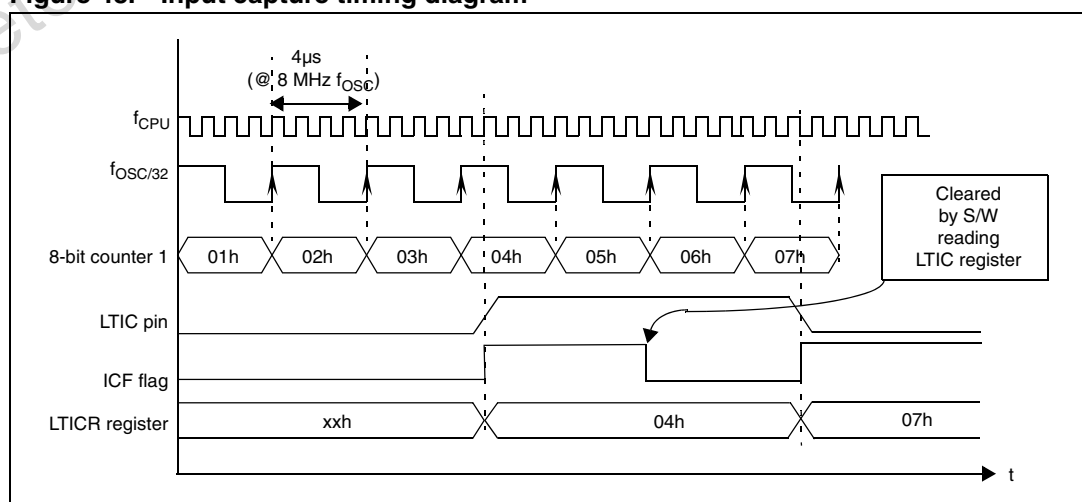 Figure 48. Input capture timing diagram
4µs
(@ 8 MHz fOSC)
fCPU
fOSC/32
Cleared
by S/W
reading
LTIC register
8-bit counter 1
01h 02h 03h 04h 05h 06h 07h
LTIC pin
ICF flag
LTICR register
xxh 04h 07h
t